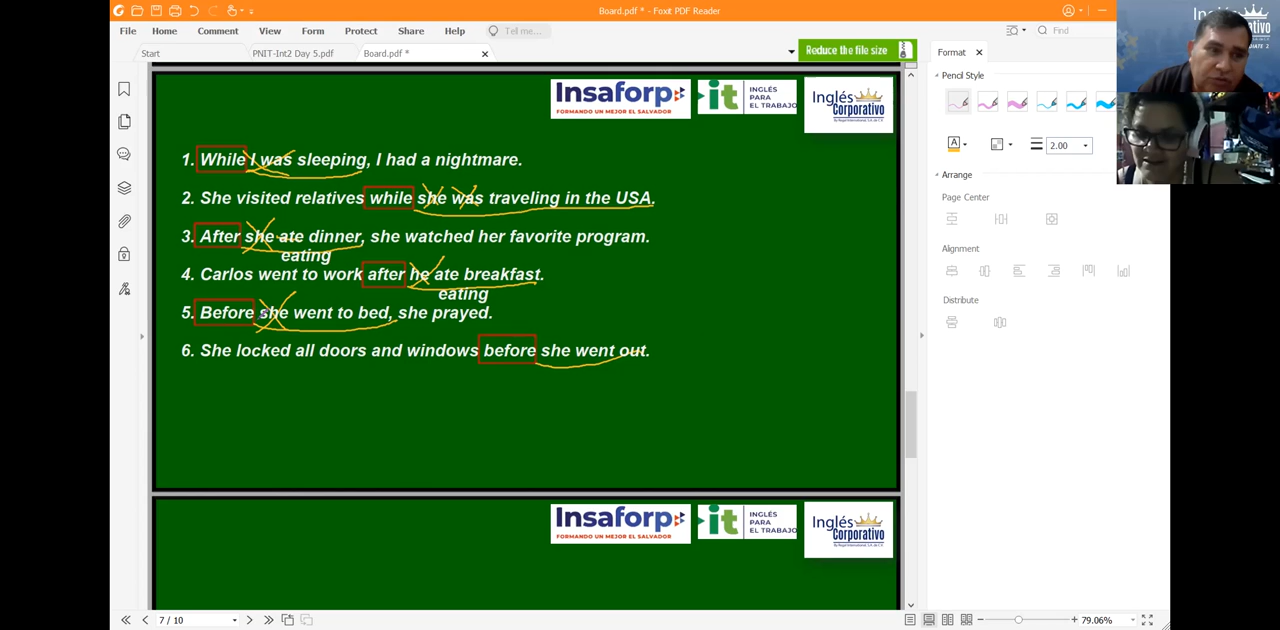 Board.pdf * - Foxit PDF Reader
File Home Comment View Form Protect Share Help Tell me... Find
Start PNIT-Int2 Day 5.pdf Board.pdf * Reduce the file size
Format
Pencil Style
2.00
Arrange
Page Center
Alignment
Distribute
Inglés
Insaforp
FORMANDO UN MEJOR EL SALVADOR
it INGLÉS PARA EL TRABAJO
Inglés Corporativo
1. While I was sleeping, I had a nightmare.
2. She visited relatives while she was traveling in the USA.
3. After she ate dinner, she watched her favorite program.
eating
4. Carlos went to work after he ate breakfast.
eating
5. Before she went to bed, she prayed.
6. She locked all doors and windows before she went out.
Insaforp
FORMANDO UN MEJOR EL SALVADOR
it INGLÉS PARA EL TRABAJO
Inglés Corporativo
7 / 10
79.06%